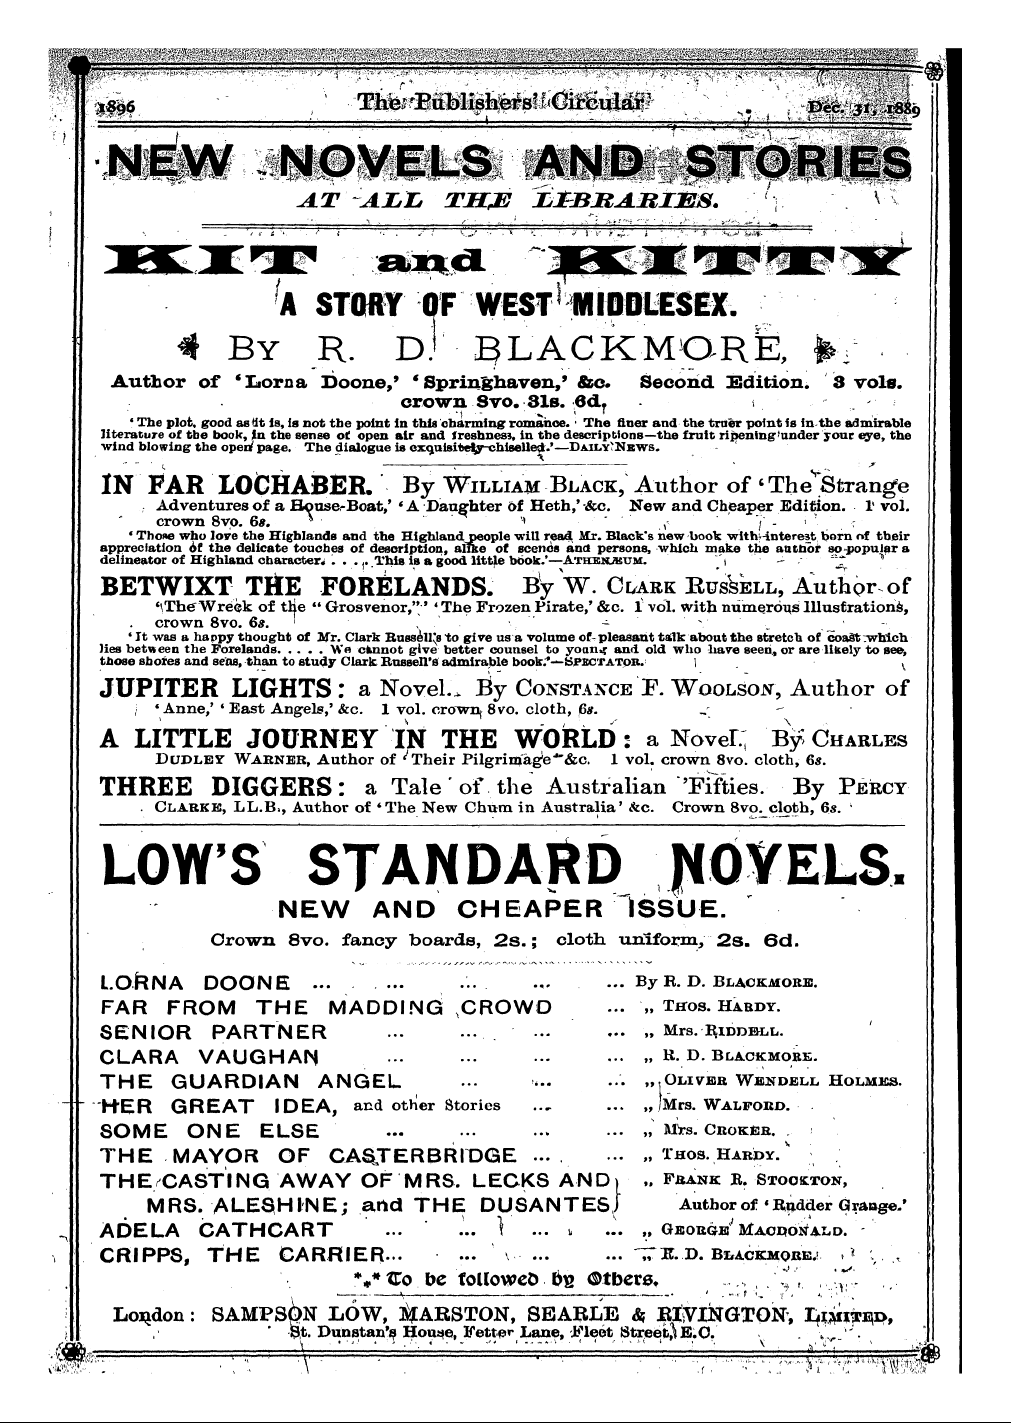 1896 The Publishers' Circular Dec. 31, 1889
NEW NOVELS AND STORIES
AT ALL THE LIBRARIES.
KIT and KITTY
A STORY OF WEST MIDDLESEX.
BY R. D. BLACKMORE,
Author of 'Lorna Doone,' 'Springhaven,' &c. Second Edition. 3 vols.
crown 8vo. 31s. 6d.
'The plot, good as it is, is not the point in this charming romance. The finer and the truer point is in the admirable
literature of the book, in the sense of open air and freshness, in the descriptions—the fruit ripening under your eye, the
wind blowing the open page. The dialogue is exquisitely chiselled.'—DAILY NEWS.
IN FAR LOCHABER. By WILLIAM BLACK, Author of 'The Strange
Adventures of a House-Boat,' 'A Daughter of Heth,' &c. New and Cheaper Edition. 1 vol.
crown 8vo. 6s.
'Those who love the Highlands and the Highland people will read Mr. Black's new book with interest born of their
appreciation of the delicate touches of description, alike of scenes and persons, which make the author so popular a
delineator of Highland character. . . . . This is a good little book.'—ATHENÆUM.
BETWIXT THE FORELANDS. By W. CLARK RUSSELL, Author of
'The Wreck of the "Grosvenor,"' 'The Frozen Pirate,' &c. 1 vol. with numerous Illustrations,
crown 8vo. 6s.
'It was a happy thought of Mr. Clark Russell's to give us a volume of pleasant talk about the stretch of coast which
lies between the Forelands. . . . . We cannot give better counsel to young and old who have seen, or are likely to see,
those shores and seas, than to study Clark Russell's admirable book.'—SPECTATOR.
JUPITER LIGHTS: a Novel. By CONSTANCE F. WOOLSON, Author of
'Anne,' 'East Angels,' &c. 1 vol. crown 8vo. cloth, 6s.
A LITTLE JOURNEY IN THE WORLD: a Novel. By CHARLES
DUDLEY WARNER, Author of 'Their Pilgrimage' &c. 1 vol. crown 8vo. cloth, 6s.
THREE DIGGERS: a Tale of the Australian 'Fifties. By PERCY
CLARKE, LL.B., Author of 'The New Chum in Australia' &c. Crown 8vo. cloth, 6s.
LOW'S STANDARD NOVELS.
NEW AND CHEAPER ISSUE.
Crown 8vo. fancy boards, 2s.; cloth uniform, 2s. 6d.
LORNA DOONE ... ... ... ... ... By R. D. BLACKMORE.
FAR FROM THE MADDING CROWD ... „ THOS. HARDY.
SENIOR PARTNER ... ... ... ... „ Mrs. RIDDELL.
CLARA VAUGHAN ... ... ... ... „ R. D. BLACKMORE.
THE GUARDIAN ANGEL ... ... ... „ OLIVER WENDELL HOLMES.
HER GREAT IDEA, and other Stories ... ... „ Mrs. WALFORD.
SOME ONE ELSE ... ... ... ... „ Mrs. CROKER.
THE MAYOR OF CASTERBRIDGE ... ... „ THOS. HARDY.
THE CASTING AWAY OF MRS. LECKS AND } „ FRANK R. STOCKTON,
MRS. ALESHINE; and THE DUSANTES } Author of 'Rudder Grange.'
ADELA CATHCART ... ... ... ... „ GEORGE MACDONALD.
CRIPPS, THE CARRIER... ... ... ... „ R. D. BLACKMORE.
*** To be followed by Others.
London: SAMPSON LOW, MARSTON, SEARLE & RIVINGTON, LIMITED,
St. Dunstan's House, Fetter Lane, Fleet Street, E.C.